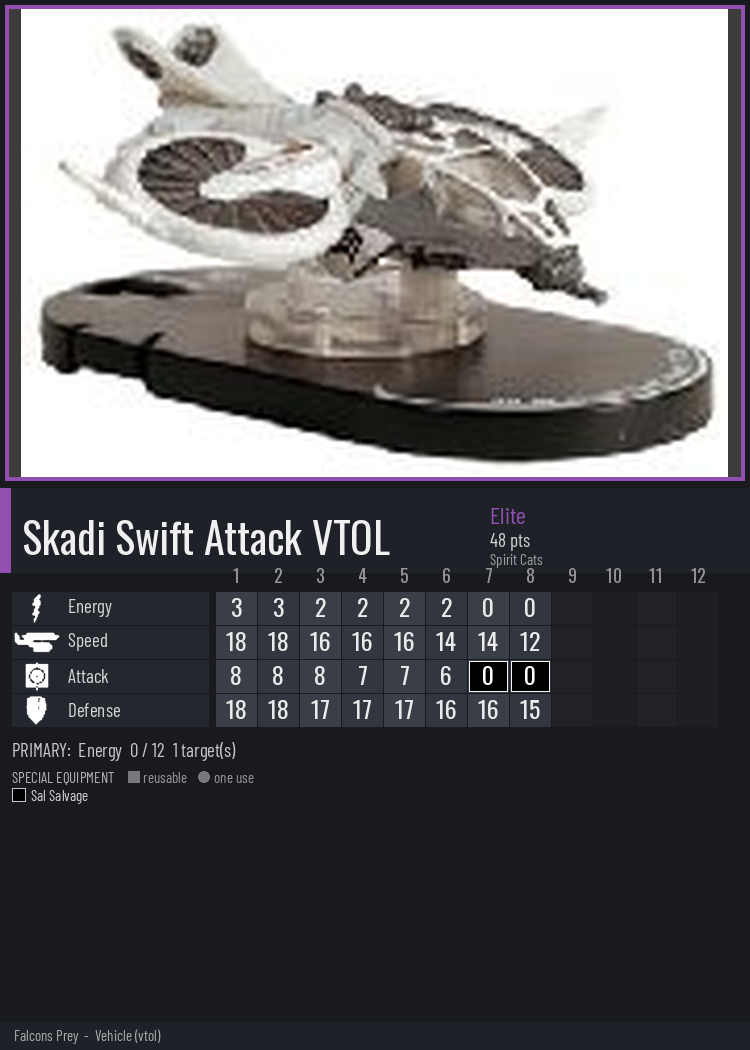 Skadi Swift Attack VTOL
Elite
48 pts
Spirit Cats
1 2 3 4 5 6 7 8 9 10 11 12
Energy 3 3 2 2 2 2 0 0
Speed 18 18 16 16 16 14 14 12
Attack 8 8 8 7 7 6 0 0
Defense 18 18 17 17 17 16 16 15
PRIMARY: Energy 0 / 12 1 target(s)
SPECIAL EQUIPMENT reusable one use
Sal Salvage
Falcons Prey - Vehicle (vtol)